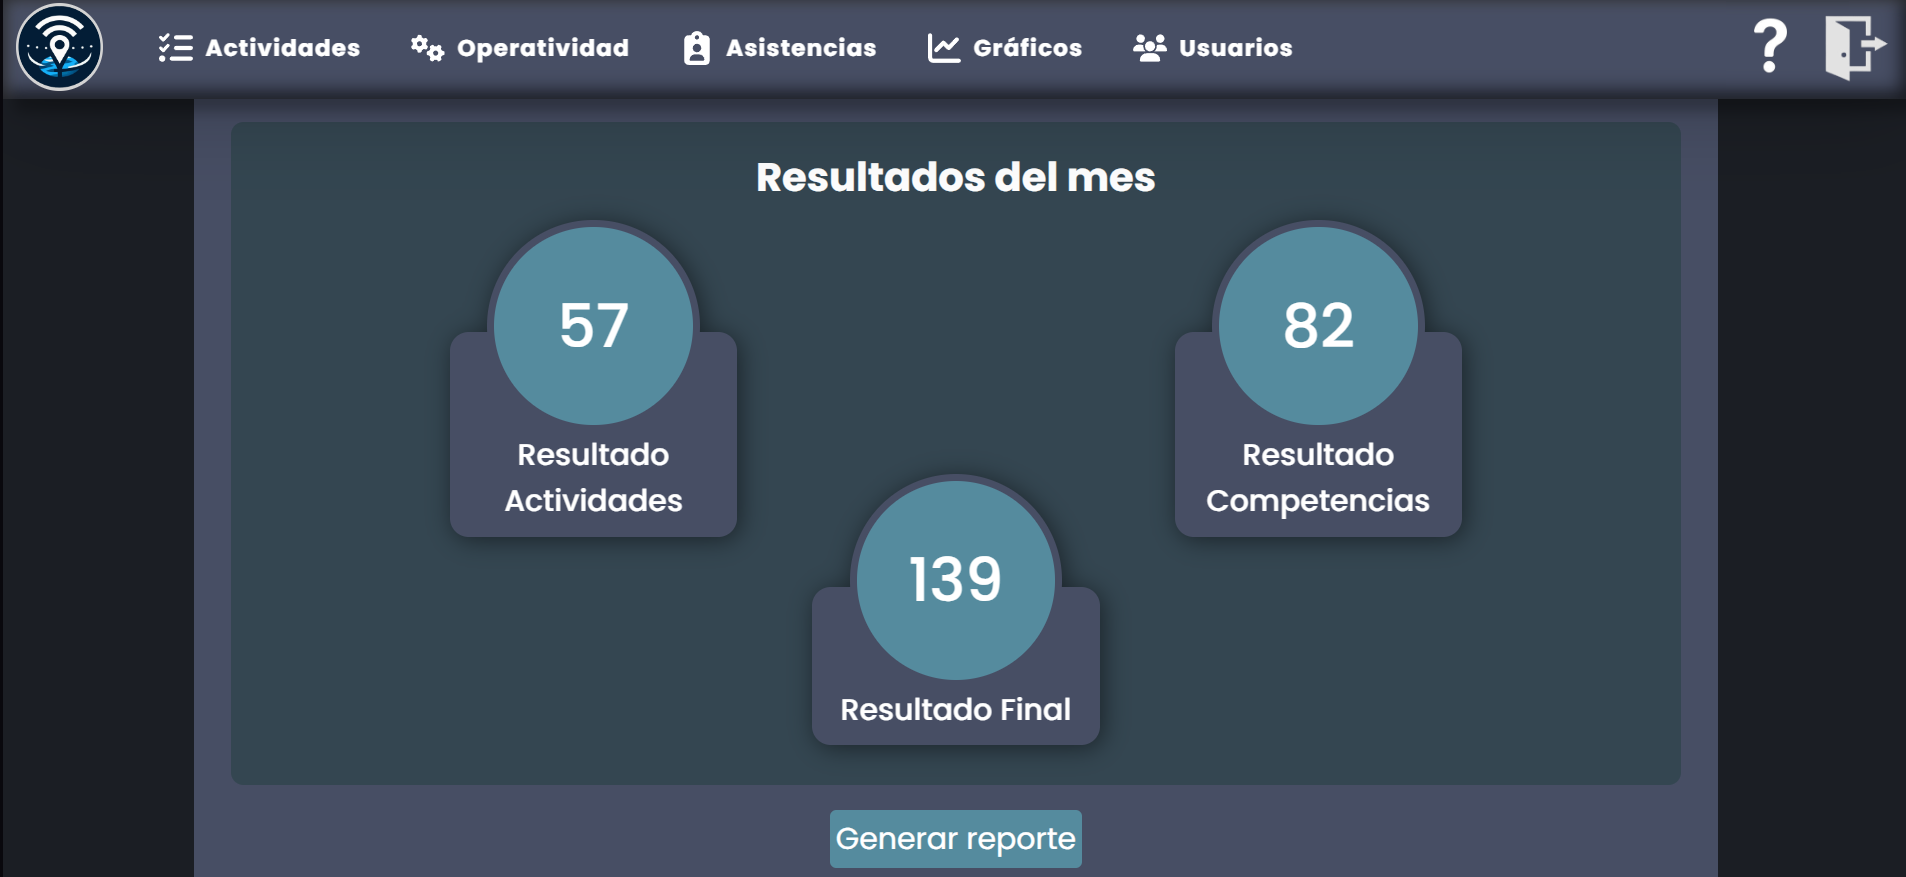 Actividades
Operatividad
Asistencias
Gráficos
Usuarios
?
Resultados del mes
57
Resultado
Actividades
82
Resultado
Competencias
139
Resultado Final
Generar reporte